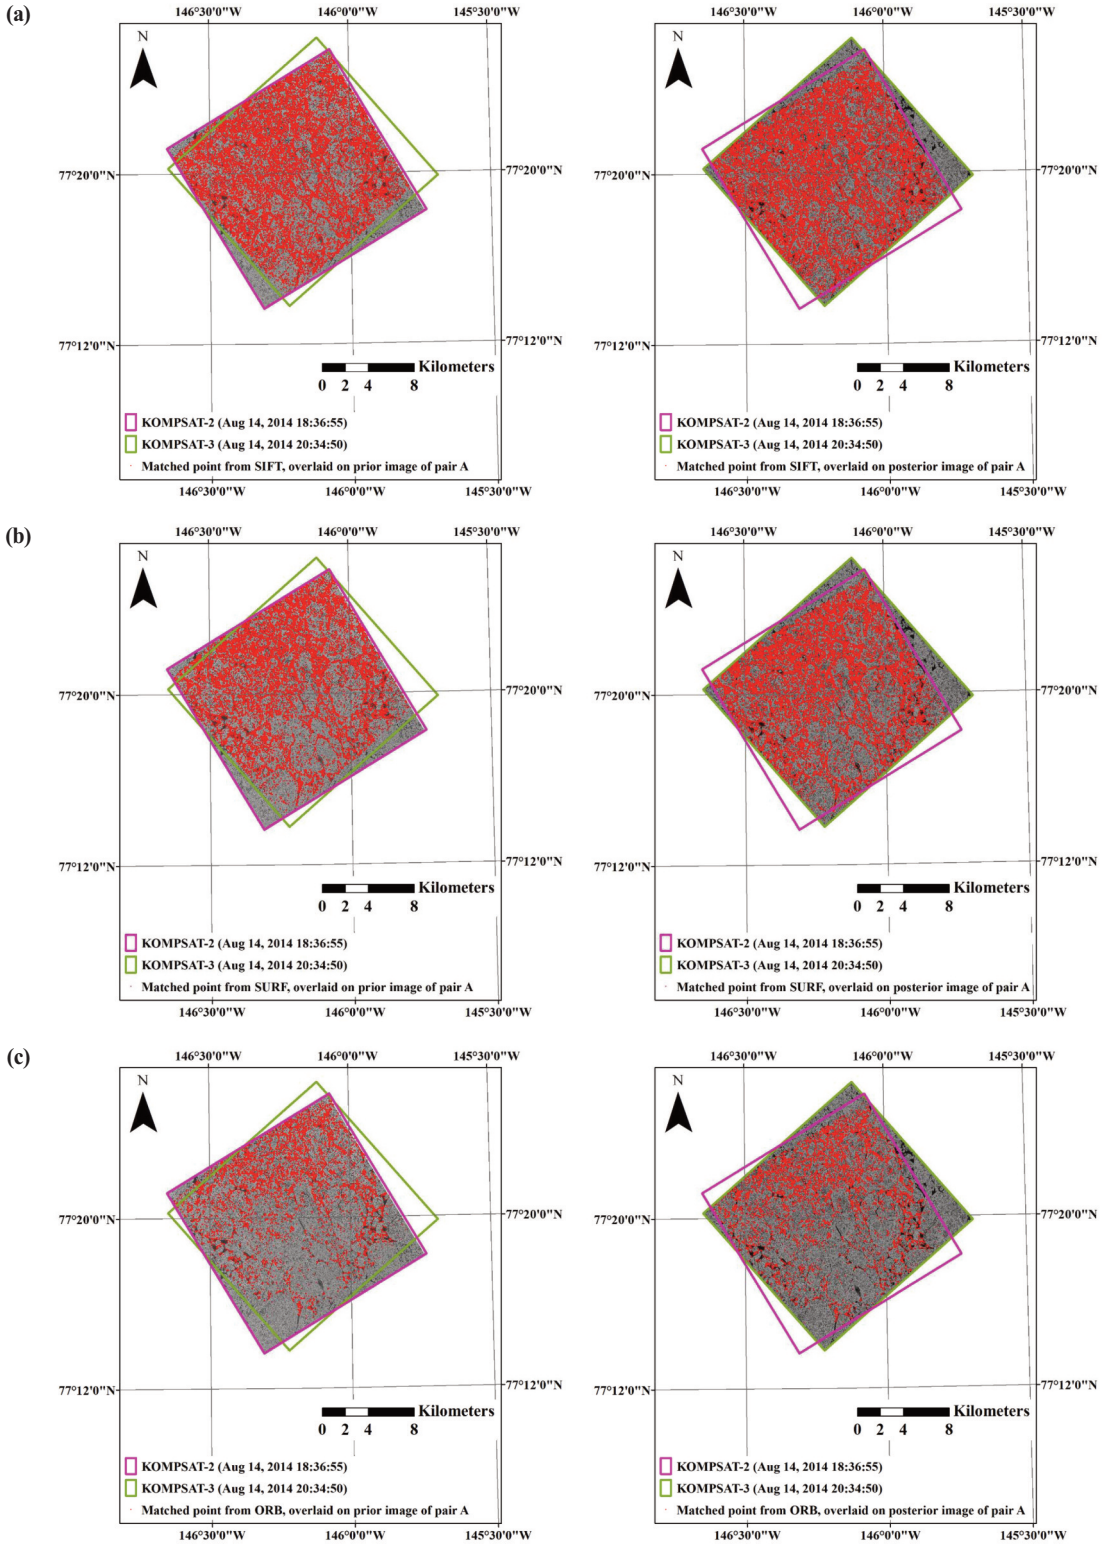 (a)
146°30'0"W 146°0'0"W 145°30'0"W
N
77°20'0"N 77°20'0"N
77°12'0"N 77°12'0"N
Kilometers
0 2 4 8
KOMPSAT-2 (Aug 14, 2014 18:36:55)
KOMPSAT-3 (Aug 14, 2014 20:34:50)
Matched point from SIFT, overlaid on prior image of pair A
146°30'0"W 146°0'0"W 145°30'0"W
146°30'0"W 146°0'0"W 145°30'0"W
N
77°20'0"N 77°20'0"N
77°12'0"N 77°12'0"N
Kilometers
0 2 4 8
KOMPSAT-2 (Aug 14, 2014 18:36:55)
KOMPSAT-3 (Aug 14, 2014 20:34:50)
Matched point from SIFT, overlaid on posterior image of pair A
146°30'0"W 146°0'0"W 145°30'0"W
(b)
146°30'0"W 146°0'0"W 145°30'0"W
N
77°20'0"N 77°20'0"N
77°12'0"N 77°12'0"N
Kilometers
0 2 4 8
KOMPSAT-2 (Aug 14, 2014 18:36:55)
KOMPSAT-3 (Aug 14, 2014 20:34:50)
Matched point from SURF, overlaid on prior image of pair A
146°30'0"W 146°0'0"W 145°30'0"W
146°30'0"W 146°0'0"W 145°30'0"W
N
77°20'0"N 77°20'0"N
77°12'0"N 77°12'0"N
Kilometers
0 2 4 8
KOMPSAT-2 (Aug 14, 2014 18:36:55)
KOMPSAT-3 (Aug 14, 2014 20:34:50)
Matched point from SURF, overlaid on posterior image of pair A
146°30'0"W 146°0'0"W 145°30'0"W
(c)
146°30'0"W 146°0'0"W 145°30'0"W
N
77°20'0"N 77°20'0"N
77°12'0"N 77°12'0"N
Kilometers
0 2 4 8
KOMPSAT-2 (Aug 14, 2014 18:36:55)
KOMPSAT-3 (Aug 14, 2014 20:34:50)
Matched point from ORB, overlaid on prior image of pair A
146°30'0"W 146°0'0"W 145°30'0"W
146°30'0"W 146°0'0"W 145°30'0"W
N
77°20'0"N 77°20'0"N
77°12'0"N 77°12'0"N
Kilometers
0 2 4 8
KOMPSAT-2 (Aug 14, 2014 18:36:55)
KOMPSAT-3 (Aug 14, 2014 20:34:50)
Matched point from ORB, overlaid on posterior image of pair A
146°30'0"W 146°0'0"W 145°30'0"W